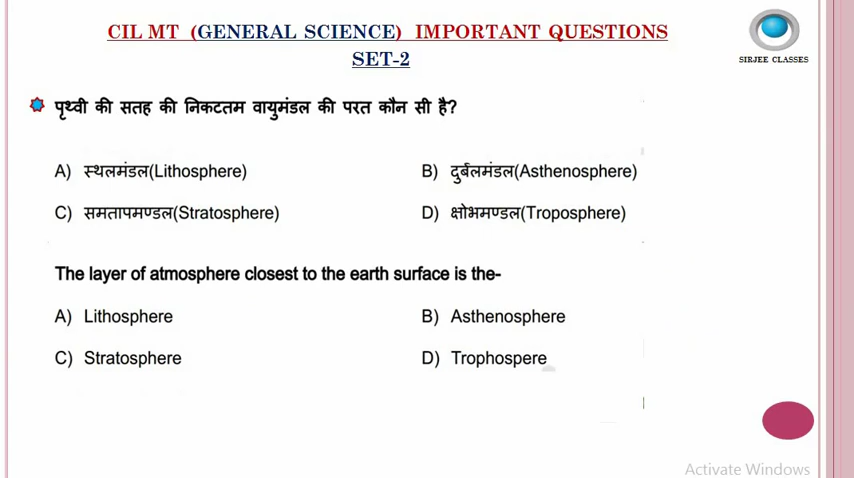 CIL MT (GENERAL SCIENCE) IMPORTANT QUESTIONS
SET-2
SIRJEE CLASSES
पृथ्वी की सतह की निकटतम वायुमंडल की परत कौन सी है?
A) स्थलमंडल(Lithosphere) B) दुर्बलमंडल(Asthenosphere)
C) समतापमण्डल(Stratosphere) D) क्षोभमण्डल(Troposphere)
The layer of atmosphere closest to the earth surface is the-
A) Lithosphere B) Asthenosphere
C) Stratosphere D) Trophospere
Activate Windows